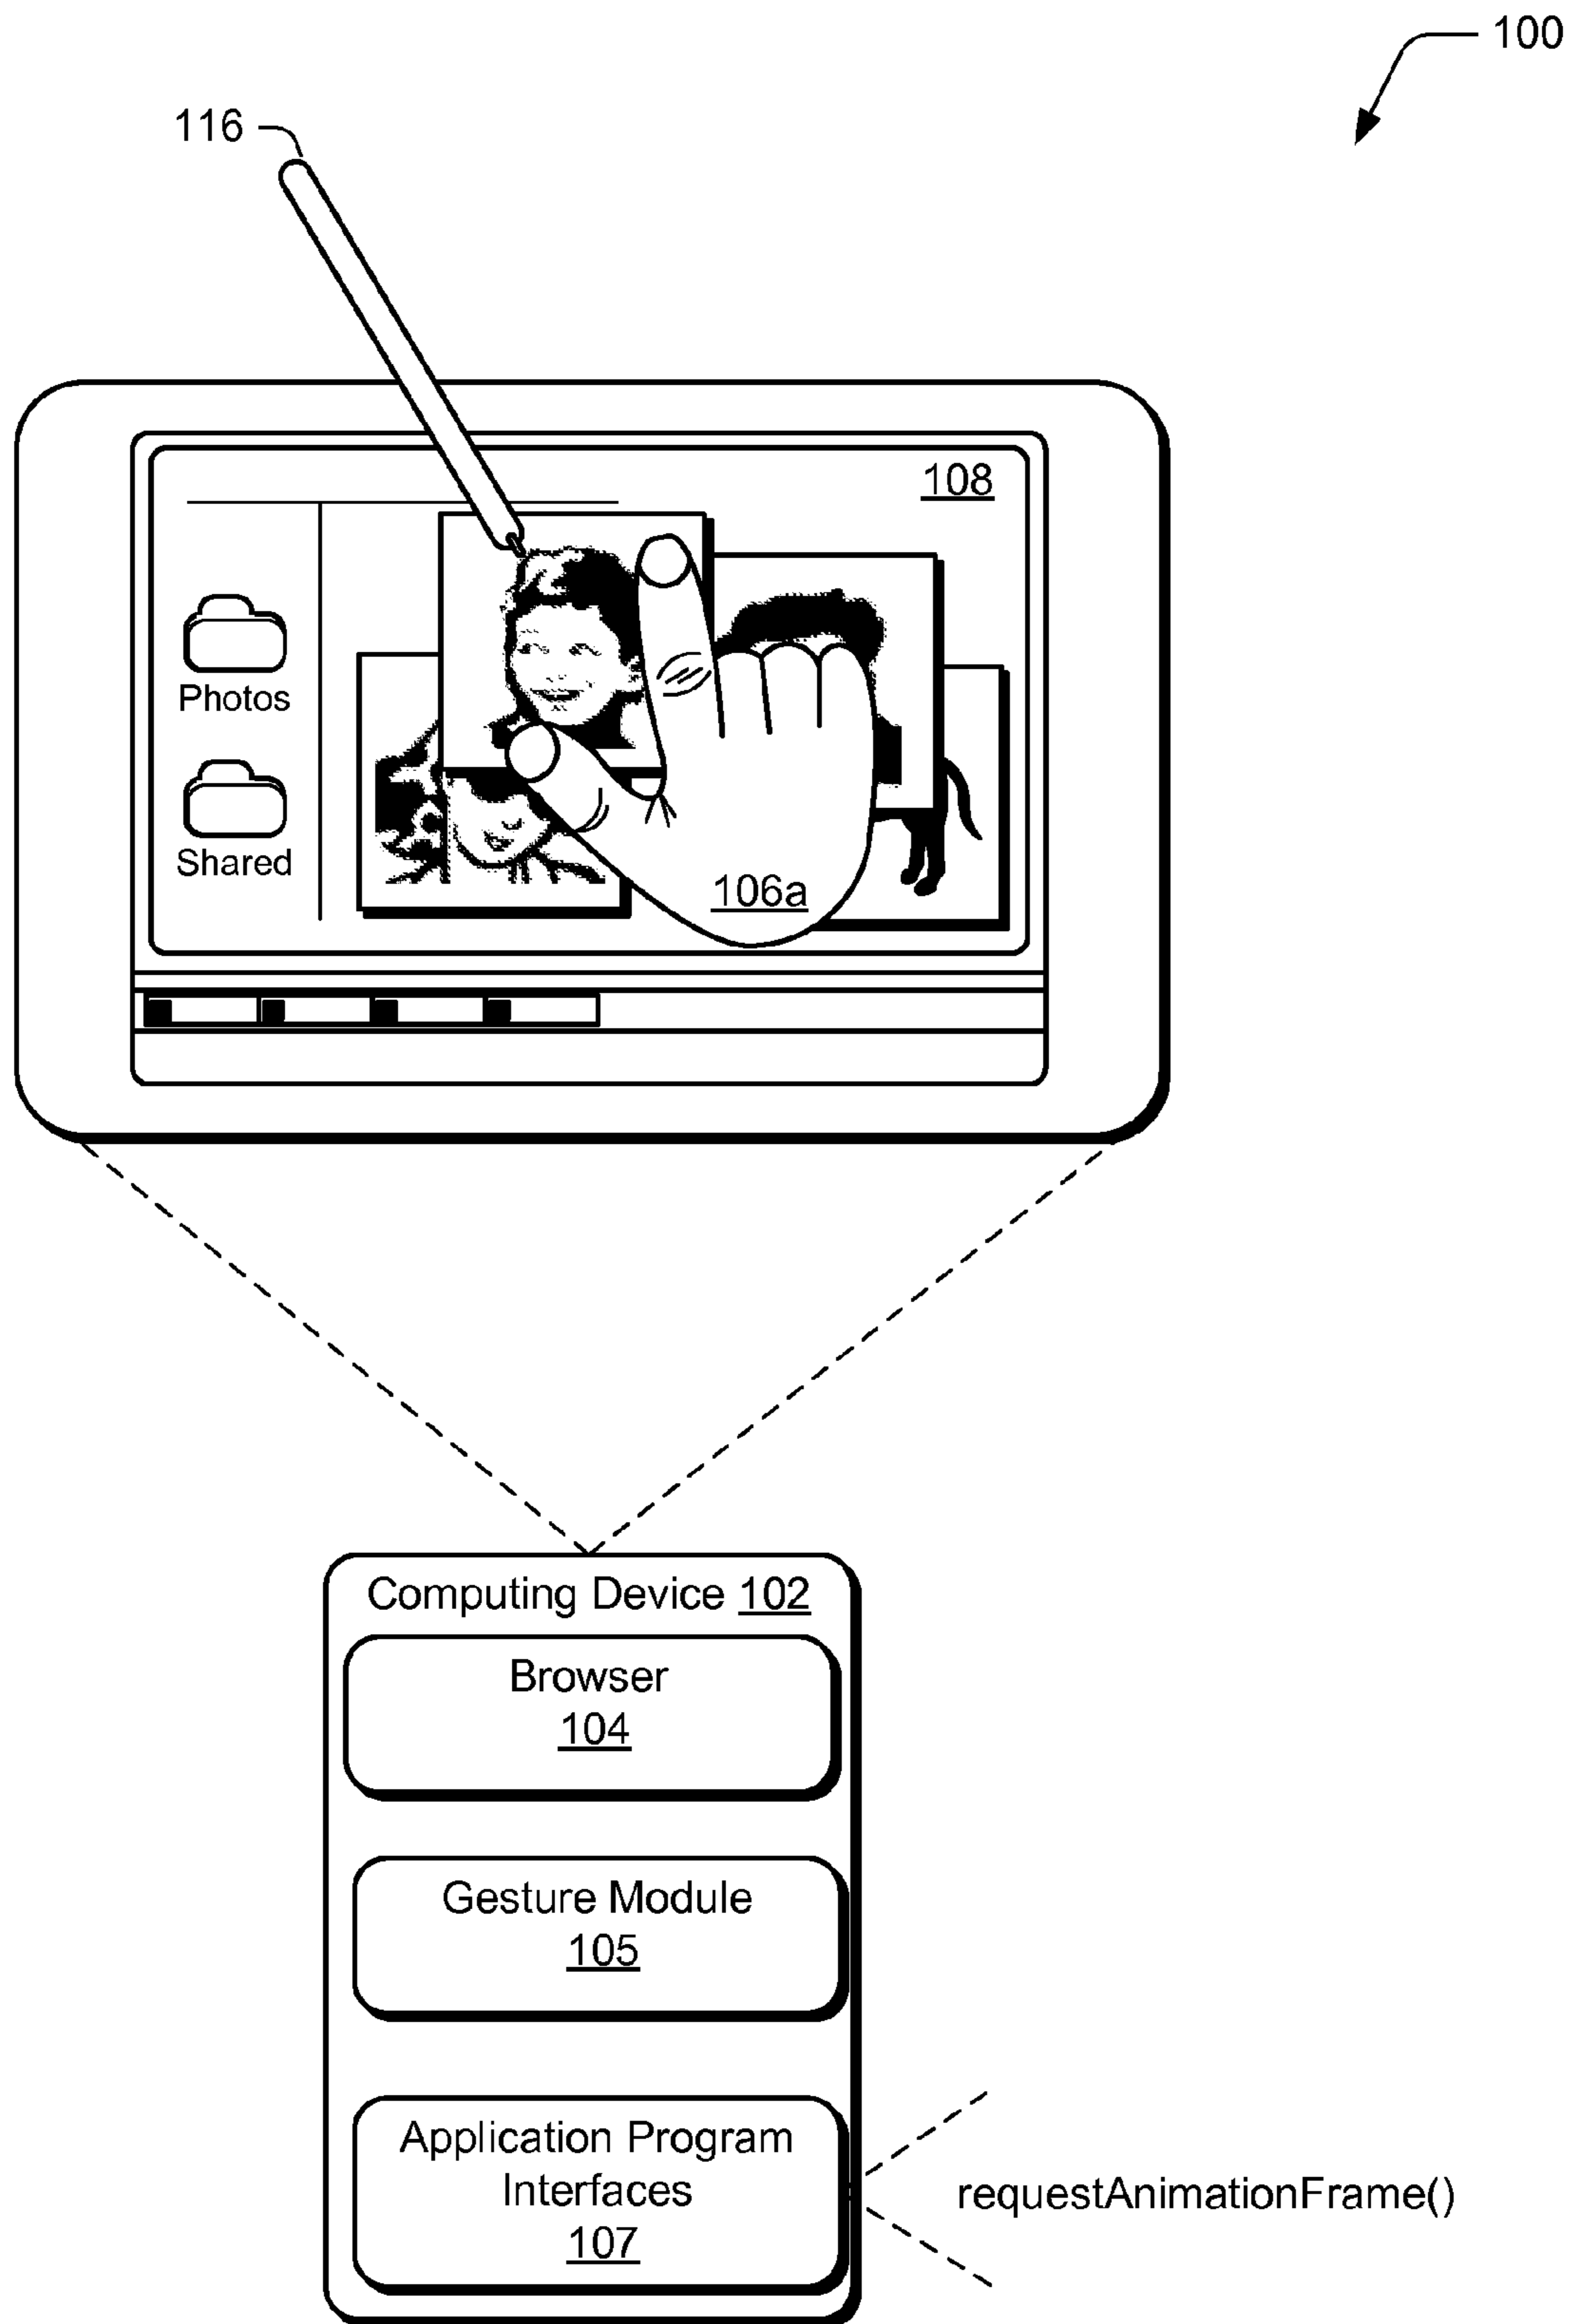 100
116
108
Photos
Shared
106a
Computing Device 102
Browser
104
Gesture Module
105
Application Program
Interfaces
107
requestAnimationFrame()